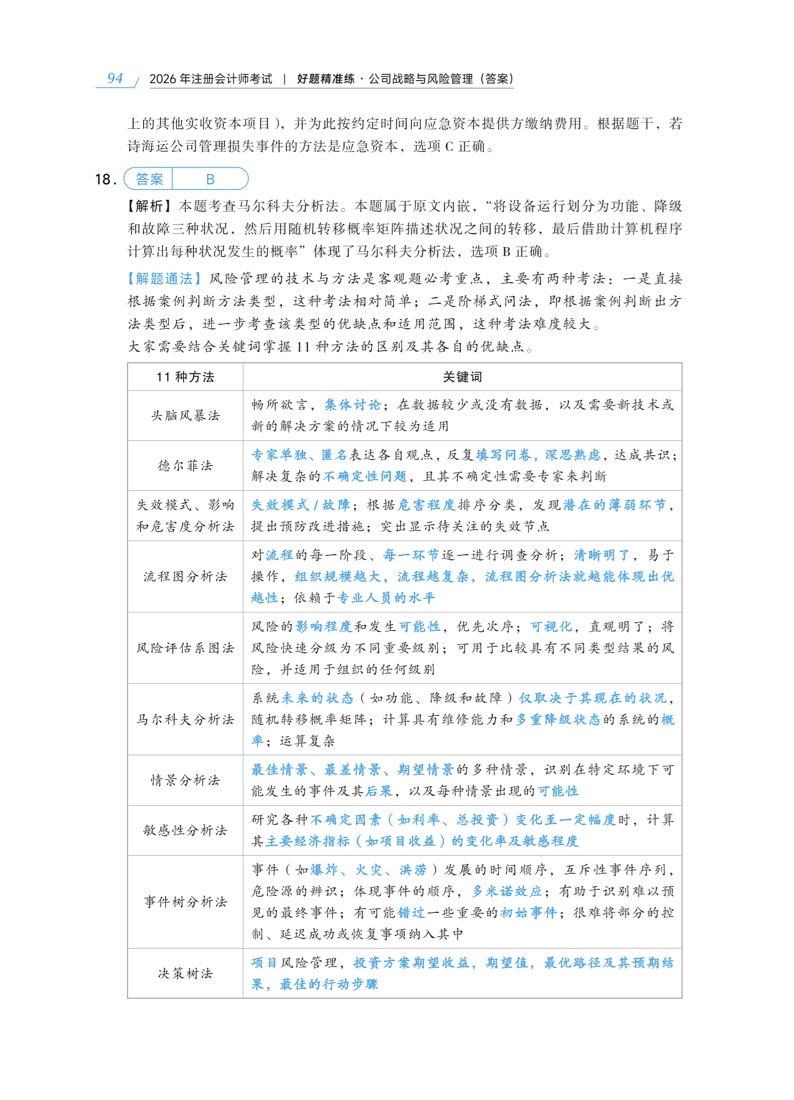 94 2026 年注册会计师考试 | 好题精准练·公司战略与风险管理（答案）
上的其他实收资本项目），并为此按约定时间向应急资本提供方缴纳费用。根据题干，若
诗海运公司管理损失事件的方法是应急资本，选项 C 正确。
18. 答案 B
【解析】本题考查马尔科夫分析法。本题属于原文内嵌，“将设备运行划分为功能、降级
和故障三种状况，然后用随机转移概率矩阵描述状况之间的转移，最后借助计算机程序
计算出每种状况发生的概率”体现了马尔科夫分析法，选项 B 正确。
【解题通法】风险管理的技术与方法是客观题必考重点，主要有两种考法：一是直接
根据案例判断方法类型，这种考法相对简单；二是阶梯式问法，即根据案例判断出方
法类型后，进一步考查该类型的优缺点和适用范围，这种考法难度较大。
大家需要结合关键词掌握 11 种方法的区别及其各自的优缺点。
11 种方法 关键词
头脑风暴法
畅所欲言，集体讨论；在数据较少或没有数据，以及需要新技术或
新的解决方案的情况下较为适用
德尔菲法
专家单独、匿名表达各自观点，反复填写问卷，深思熟虑，达成共识；
解决复杂的不确定性问题，且其不确定性需要专家来判断
失效模式、影响
和危害度分析法
失效模式 / 故障；根据危害程度排序分类，发现潜在的薄弱环节，
提出预防改进措施；突出显示待关注的失效节点
流程图分析法
对流程的每一阶段、每一环节逐一进行调查分析；清晰明了，易于
操作，组织规模越大，流程越复杂，流程图分析法就越能体现出优
越性；依赖于专业人员的水平
风险评估系图法
风险的影响程度和发生可能性，优先次序；可视化，直观明了；将
风险快速分级为不同重要级别；可用于比较具有不同类型结果的风
险，并适用于组织的任何级别
马尔科夫分析法
系统未来的状态（如功能、降级和故障）仅取决于其现在的状况，
随机转移概率矩阵；计算具有维修能力和多重降级状态的系统的概
率；运算复杂
情景分析法
最佳情景、最差情景、期望情景的多种情景，识别在特定环境下可
能发生的事件及其后果，以及每种情景出现的可能性
敏感性分析法
研究各种不确定因素（如利率、总投资）变化至一定幅度时，计算
其主要经济指标（如项目收益）的变化率及敏感程度
事件树分析法
事件（如爆炸、火灾、洪涝）发展的时间顺序，互斥性事件序列，
危险源的辨识；体现事件的顺序，多米诺效应；有助于识别难以预
见的最终事件；有可能错过一些重要的初始事件；很难将部分的控
制、延迟成功或恢复事项纳入其中
决策树法
项目风险管理，投资方案期望收益，期望值，最优路径及其预期结
果，最佳的行动步骤